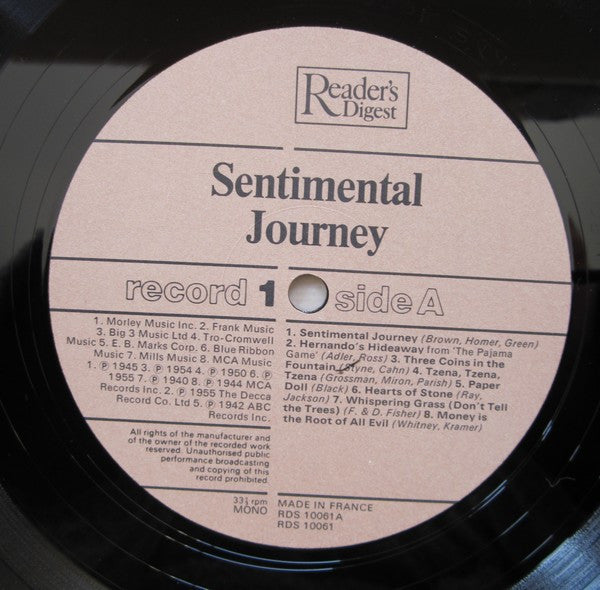 Reader's
Digest
Sentimental
Journey
record 1 side A
1. Morley Music Inc. 2. Frank Music
3. Big 3 Music Ltd 4. Tro-Cromwell
Music 5. E. B. Marks Corp. 6. Blue Ribbon
Music 7. Mills Music 8. MCA Music
1. ℗ 1945 3. ℗ 1954 4. ℗ 1950 6. ℗
1955 7. ℗ 1940 8. ℗ 1944 MCA
Records Inc. 2. ℗ 1955 The Decca
Record Co. Ltd 5. ℗ 1942 ABC
Records Inc.
All rights of the manufacturer and
of the owner of the recorded work
reserved. Unauthorised public
performance broadcasting
and copying of this
record prohibited.
33⅓ rpm
MONO
1. Sentimental Journey (Brown, Homer, Green)
2. Hernando's Hideaway from 'The Pajama
Game' (Adler, Ross) 3. Three Coins in the
Fountain (Styne, Cahn) 4. Tzena, Tzena,
Tzena (Grossman, Miron, Parish) 5. Paper
Doll (Black) 6. Hearts of Stone (Ray,
Jackson) 7. Whispering Grass (Don't Tell
the Trees) (F. & D. Fisher) 8. Money is
the Root of All Evil (Whitney, Kramer)
MADE IN FRANCE
RDS 10061A
RDS 10061